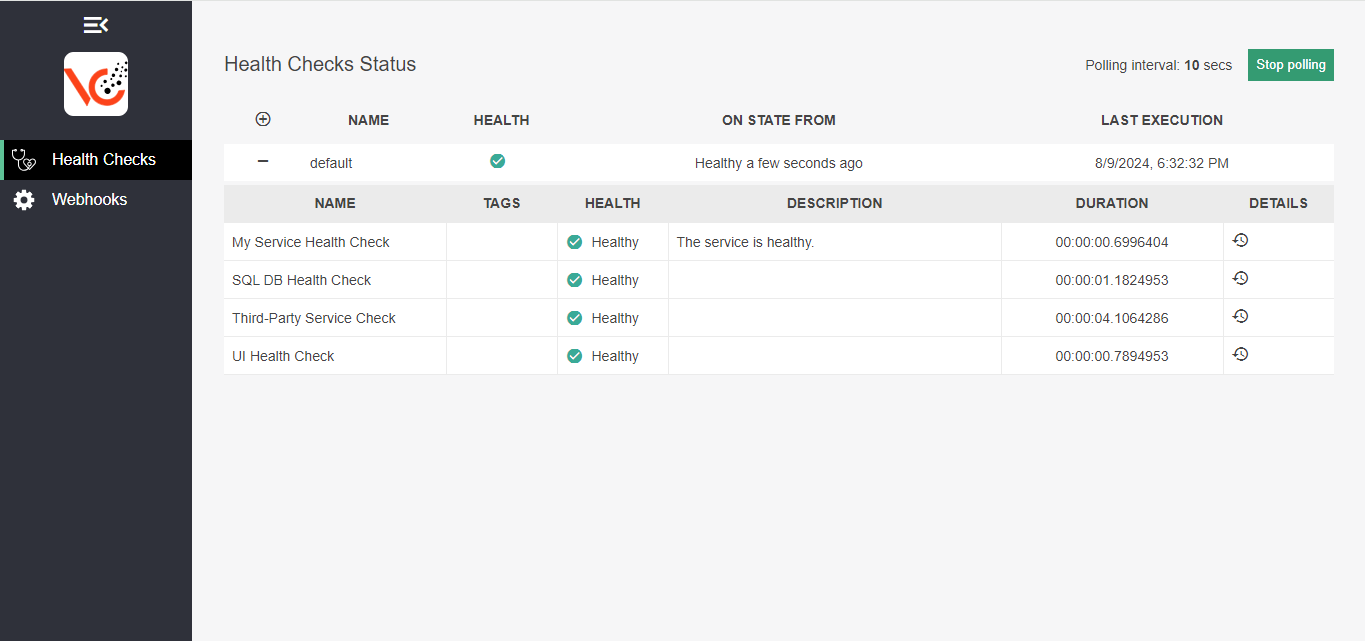 VC
Health Checks
Webhooks
Health Checks Status
Polling interval: 10 secs
Stop polling
NAME HEALTH ON STATE FROM LAST EXECUTION
default Healthy a few seconds ago 8/9/2024, 6:32:32 PM
NAME TAGS HEALTH DESCRIPTION DURATION DETAILS
My Service Health Check Healthy The service is healthy. 00:00:00.6996404
SQL DB Health Check Healthy 00:00:01.1824953
Third-Party Service Check Healthy 00:00:04.1064286
UI Health Check Healthy 00:00:00.7894953